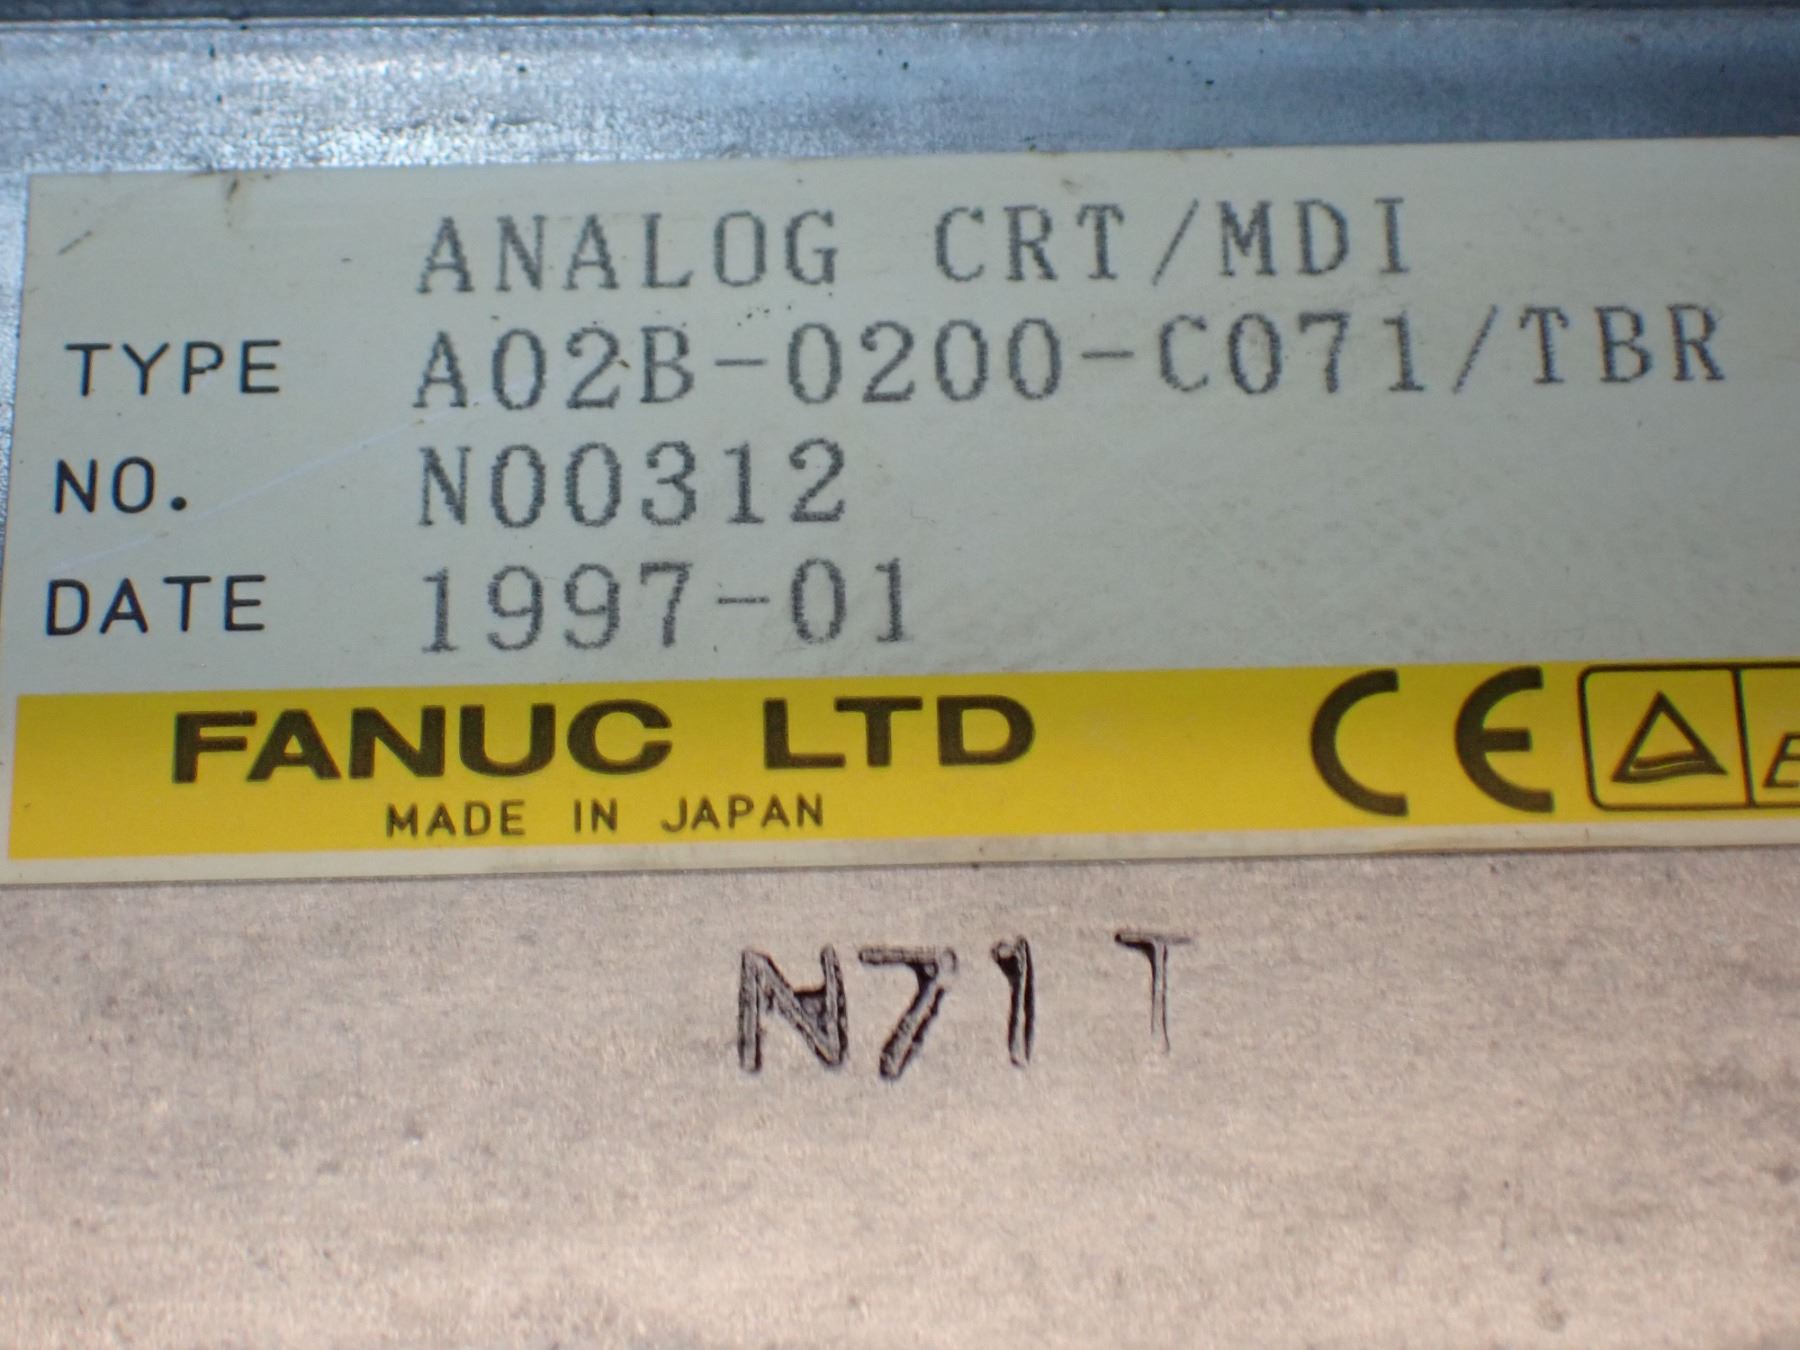 ANALOG CRT/MDI
TYPE A02B-0200-C071/TBR
NO. N00312
DATE 1997-01
FANUC LTD CE
MADE IN JAPAN
N71 T